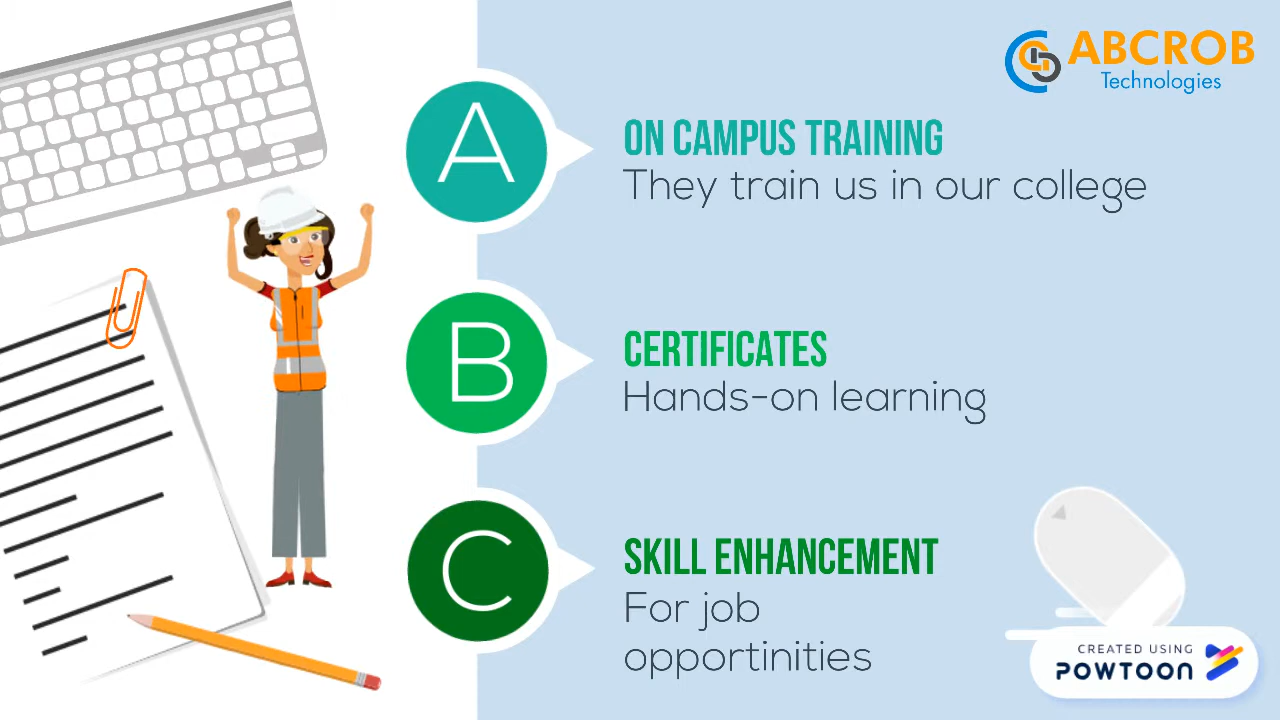 ABCROB
Technologies
A
ON CAMPUS TRAINING
They train us in our college
B
CERTIFICATES
Hands-on learning
C
SKILL ENHANCEMENT
For job
opportinities
CREATED USING
POWTOON